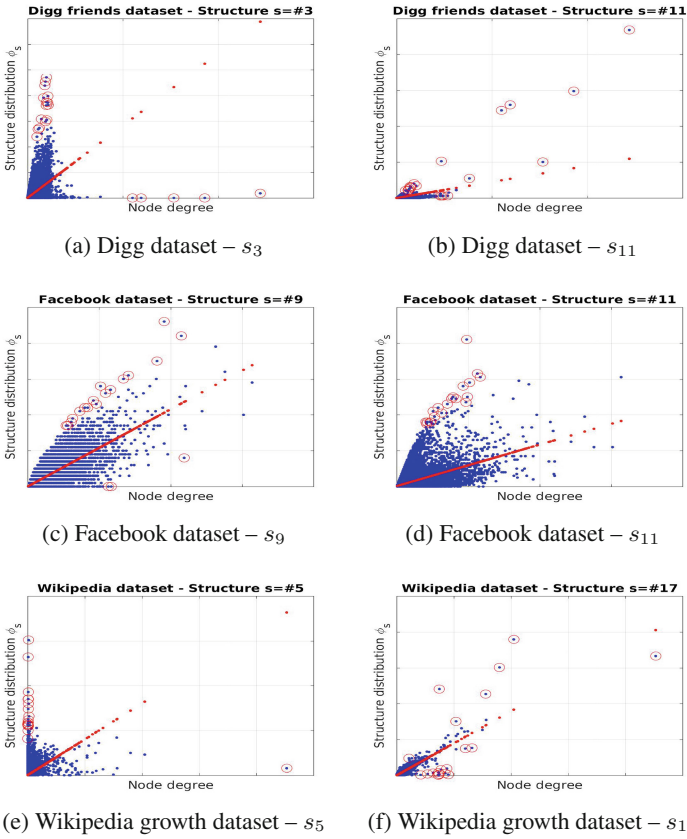 Digg friends dataset - Structure s=#3
Structure distribution ϕs
Node degree
(a) Digg dataset – s3
Digg friends dataset - Structure s=#11
Structure distribution ϕs
Node degree
(b) Digg dataset – s11
Facebook dataset - Structure s=#9
Structure distribution ϕs
Node degree
(c) Facebook dataset – s9
Facebook dataset - Structure s=#11
Structure distribution ϕs
Node degree
(d) Facebook dataset – s11
Wikipedia dataset - Structure s=#5
Structure distribution ϕs
Node degree
(e) Wikipedia growth dataset – s5
Wikipedia dataset - Structure s=#17
Structure distribution ϕs
Node degree
(f) Wikipedia growth dataset – s1